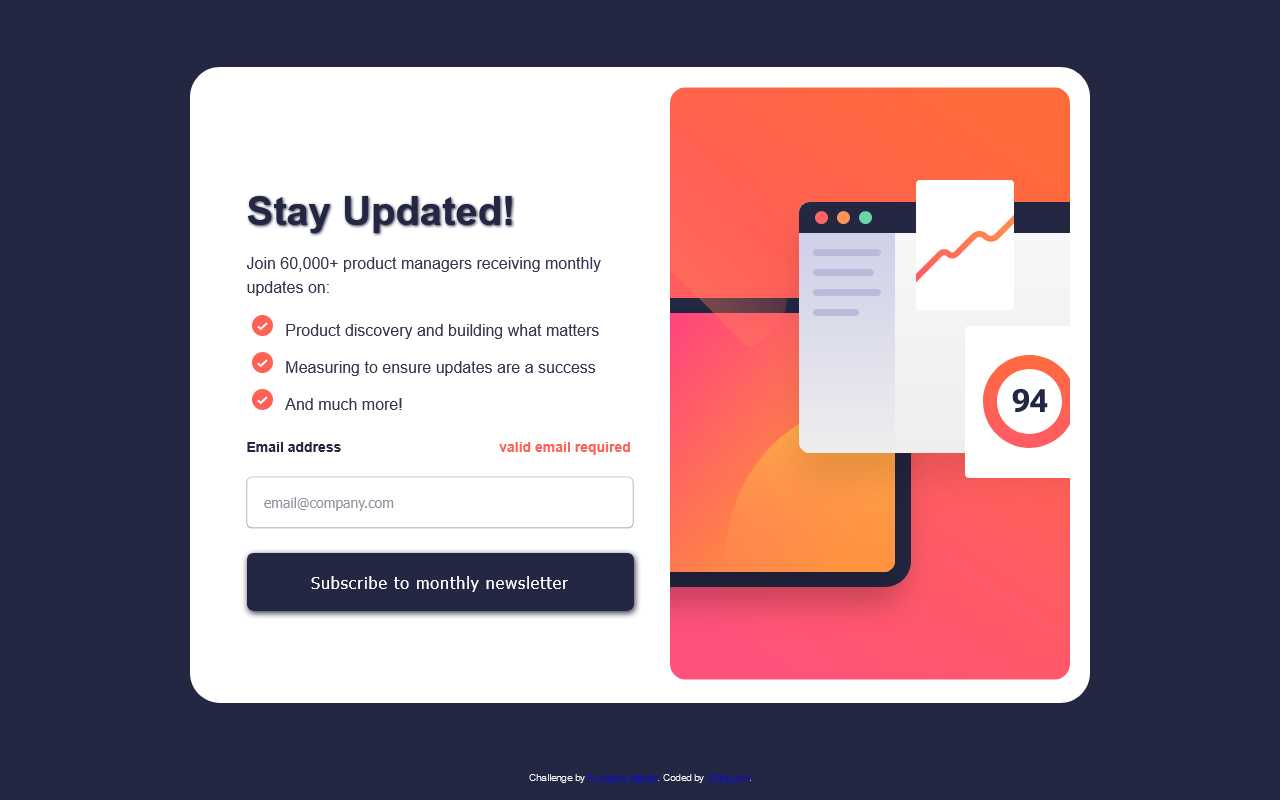 Stay Updated!
Join 60,000+ product managers receiving monthly
updates on:
Product discovery and building what matters
Measuring to ensure updates are a success
And much more!
Email address
valid email required
email@company.com
Subscribe to monthly newsletter
94
Challenge by Frontend Mentor. Coded by